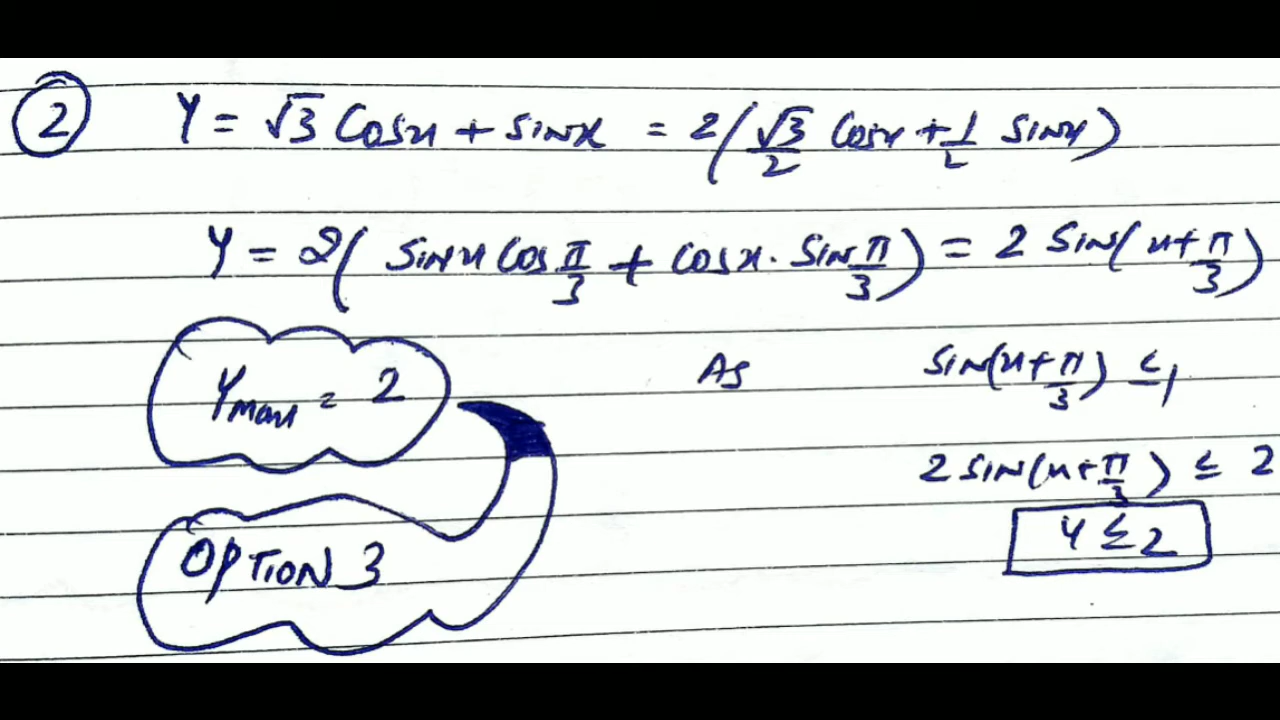 ② Y = √3 Cosx + sinx = 2(√3/2 Cosx + 1/2 sinx)
Y = 2( sinx Cos π/3 + Cosx. Sin π/3 ) = 2 Sin( x+π/3 )
Ymax = 2
As sin(x+π/3) ≤ 1
2 sin(x+π/3) ≤ 2
Y ≤ 2
OPTION 3